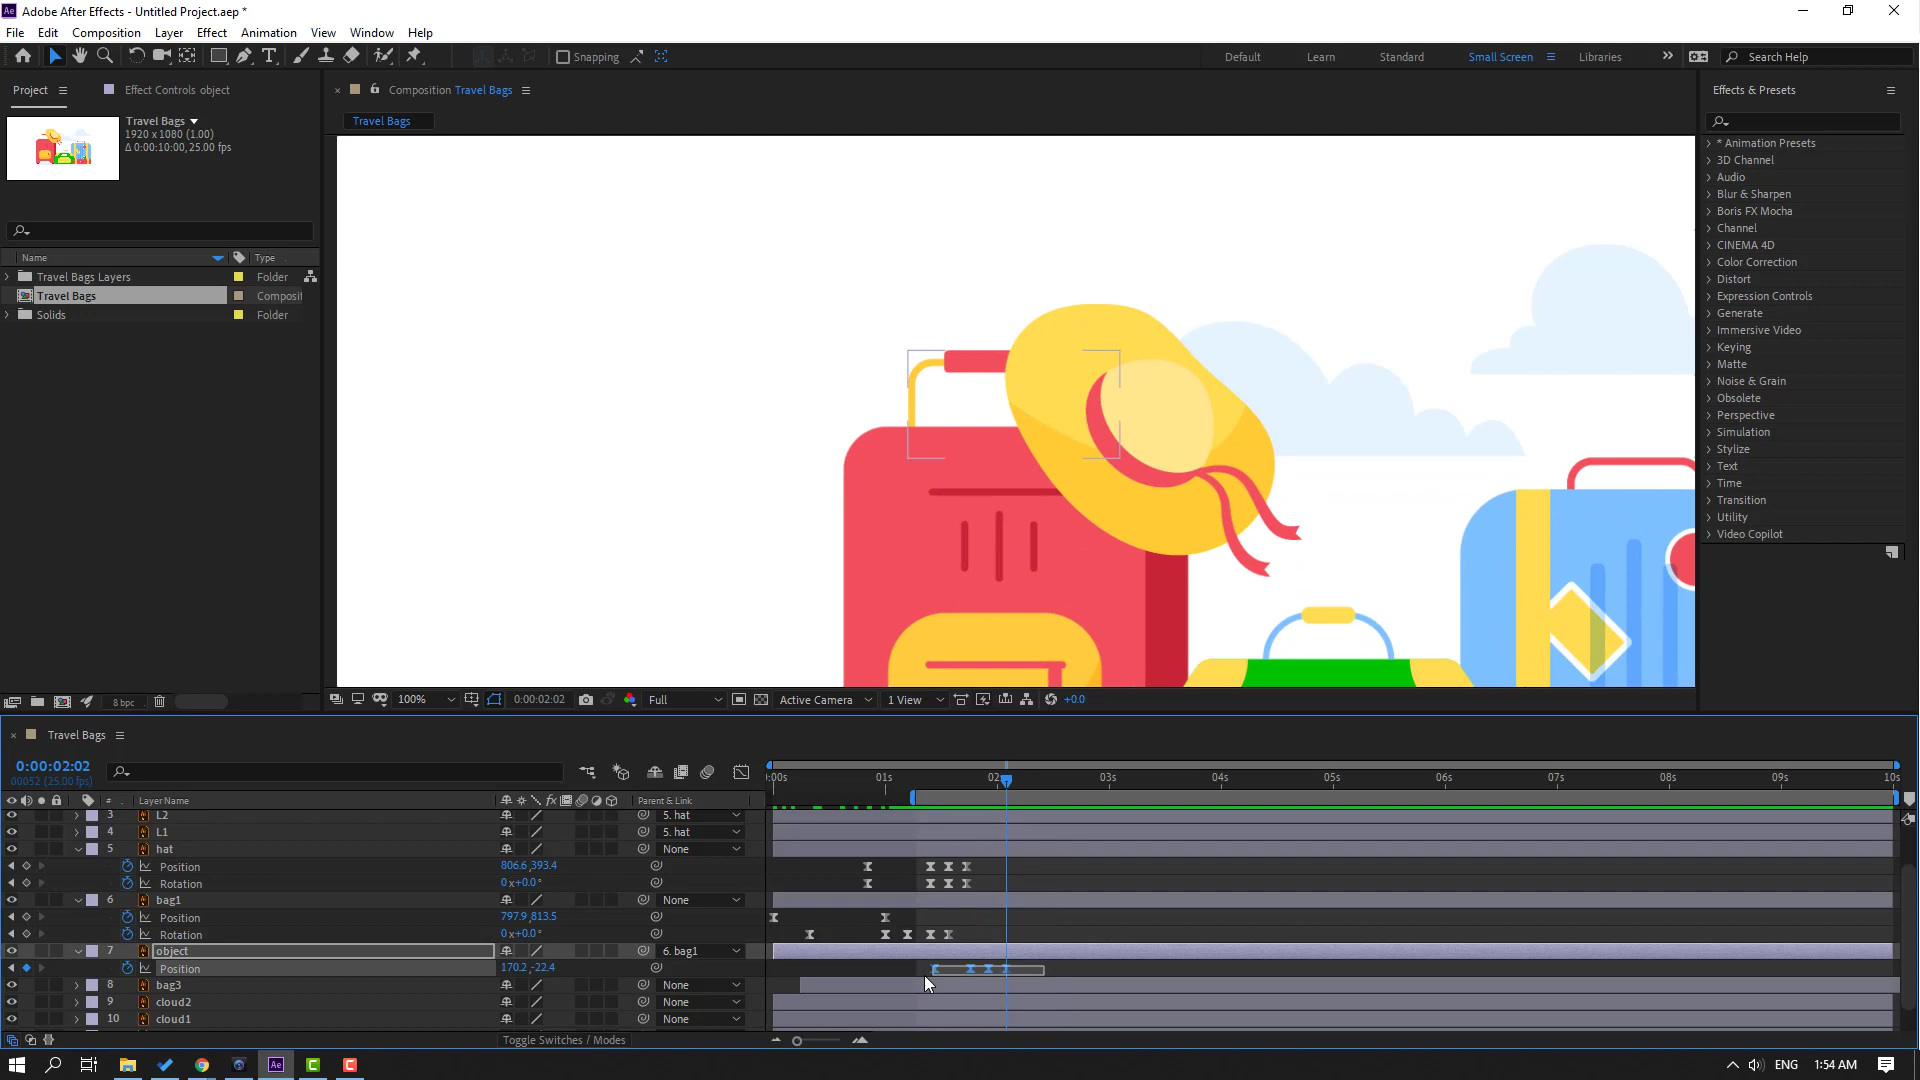 Ae Adobe After Effects - Untitled Project.aep *
File Edit Composition Layer Effect Animation View Window Help
Snapping
Default Learn Standard Small Screen Libraries
Search Help
Project Effect Controls object
Composition Travel Bags
Effects & Presets
Travel Bags
1920 x 1080 (1.00)
Δ 0:00:10:00, 25.00 fps
Travel Bags
Name Type
Travel Bags Layers Folder
Travel Bags Composit
Solids Folder
* Animation Presets
3D Channel
Audio
Blur & Sharpen
Boris FX Mocha
Channel
CINEMA 4D
Color Correction
Distort
Expression Controls
Generate
Immersive Video
Keying
Matte
Noise & Grain
Obsolete
Perspective
Simulation
Stylize
Text
Time
Transition
Utility
Video Copilot
8 bpc
100% 0:00:02:02 Full Active Camera 1 View +0.0
Travel Bags
0:00:02:02
00052 (25.00 fps)
:00s 01s 02 03s 04s 05s 06s 07s 08s 09s 10s
# Layer Name fx Parent & Link
3 L2 5. hat
4 L1 5. hat
5 hat None
Position 806.6,393.4
Rotation 0x+0.0°
6 bag1 None
Position 797.9,813.5
Rotation 0x+0.0°
7 object 6. bag1
Position 170.2,-22.4
8 bag3 None
9 cloud2 None
10 cloud1 None
Toggle Switches / Modes
Ae C C ENG 1:54 AM